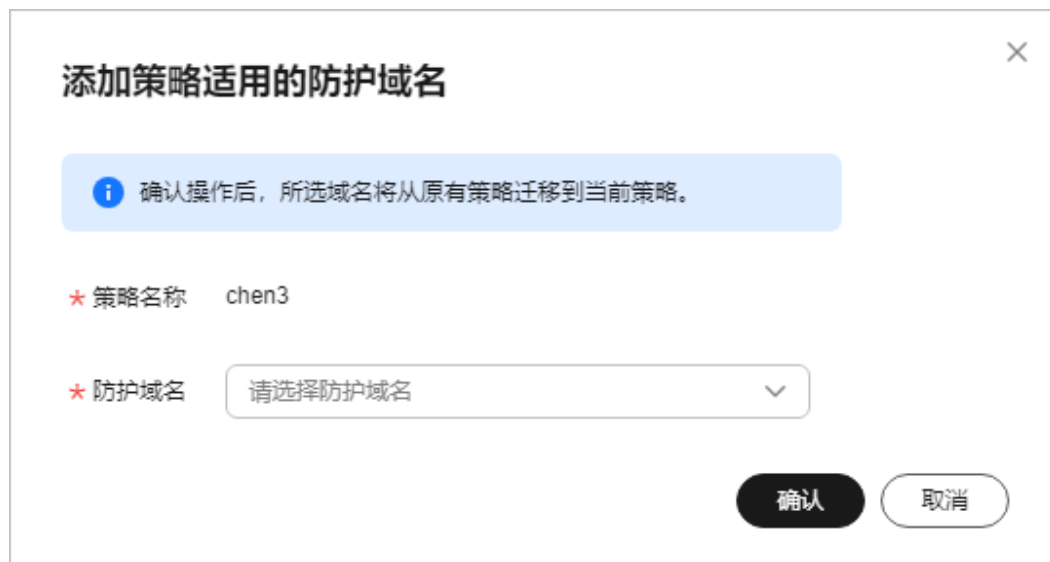 添加策略适用的防护域名
确认操作后，所选域名将从原有策略迁移到当前策略。
* 策略名称 chen3
* 防护域名 请选择防护域名
确认 取消